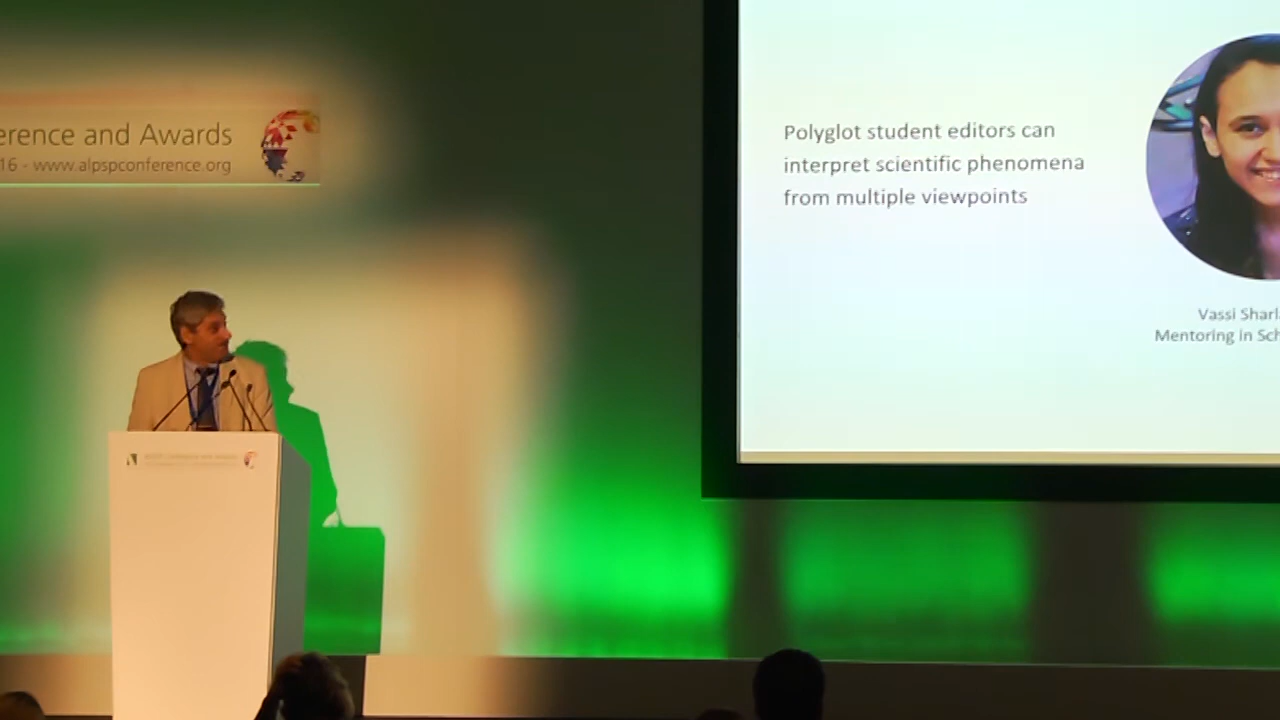 erence and Awards
16 - www.alpspconference.org
Polyglot student editors can
interpret scientific phenomena
from multiple viewpoints
Vassi Sharl
Mentoring in Sch